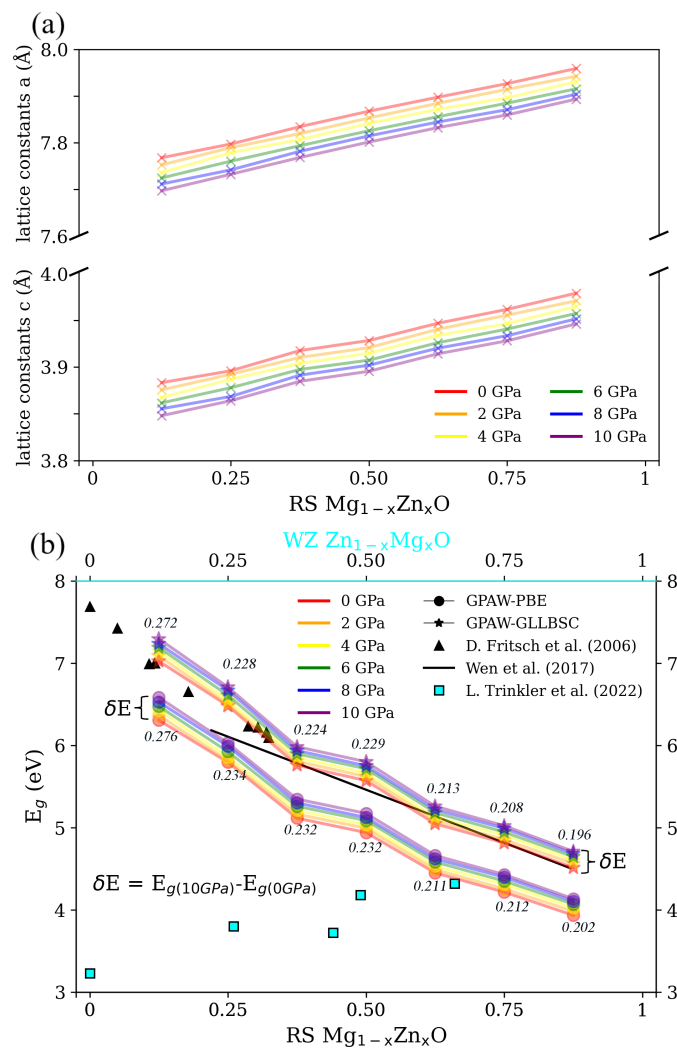 (a)
lattice constants a (Å)
8.0
7.8
7.6
lattice constants c (Å)
4.0
3.9
3.8
0 GPa
2 GPa
4 GPa
6 GPa
8 GPa
10 GPa
0 0.25 0.50 0.75 1
RS Mg₁₋ₓZnₓO
(b)
WZ Zn₁₋ₓMgₓO
0 0.25 0.50 0.75 1
E_g (eV)
8 8
7 7
6 6
5 5
4 4
3 3
0 GPa
2 GPa
4 GPa
6 GPa
8 GPa
10 GPa
GPAW-PBE
GPAW-GLLBSC
D. Fritsch et al. (2006)
Wen et al. (2017)
L. Trinkler et al. (2022)
0.272
0.228
0.224
0.229
0.213
0.208
0.196
δE
δE
0.276
0.234
0.232
0.232
0.211
0.212
0.202
δE = E_g(10GPa)-E_g(0GPa)
0 0.25 0.50 0.75 1
RS Mg₁₋ₓZnₓO